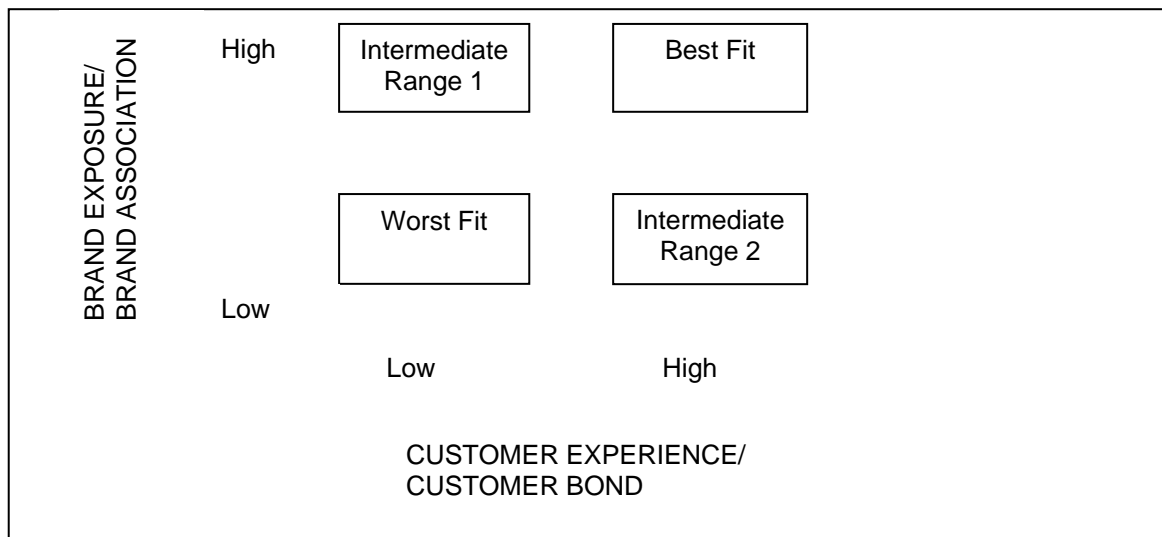 BRAND EXPOSURE/
BRAND ASSOCIATION
High
Intermediate
Range 1
Best Fit
Worst Fit
Intermediate
Range 2
Low
Low
High
CUSTOMER EXPERIENCE/
CUSTOMER BOND